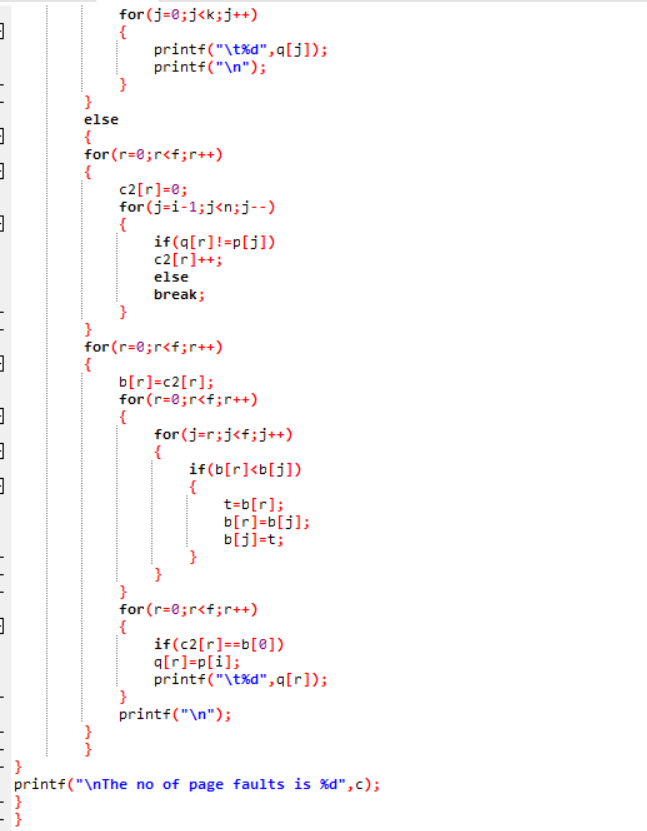 for(j=0;j<k;j++)
{
printf("\t%d",q[j]);
printf("\n");
}
}
else
{
for(r=0;r<f;r++)
{
c2[r]=0;
for(j=i-1;j<n;j--)
{
if(q[r]!=p[j])
c2[r]++;
else
break;
}
}
for(r=0;r<f;r++)
{
b[r]=c2[r];
for(r=0;r<f;r++)
{
for(j=r;j<f;j++)
{
if(b[r]<b[j])
{
t=b[r];
b[r]=b[j];
b[j]=t;
}
}
}
for(r=0;r<f;r++)
{
if(c2[r]==b[0])
q[r]=p[i];
printf("\t%d",q[r]);
}
printf("\n");
}
}
}
printf("\nThe no of page faults is %d",c);
}
}